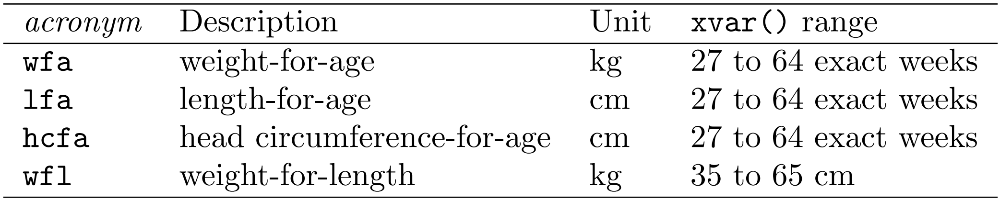 acronym Description Unit xvar() range
wfa weight-for-age kg 27 to 64 exact weeks
lfa length-for-age cm 27 to 64 exact weeks
hcfa head circumference-for-age cm 27 to 64 exact weeks
wfl weight-for-length kg 35 to 65 cm